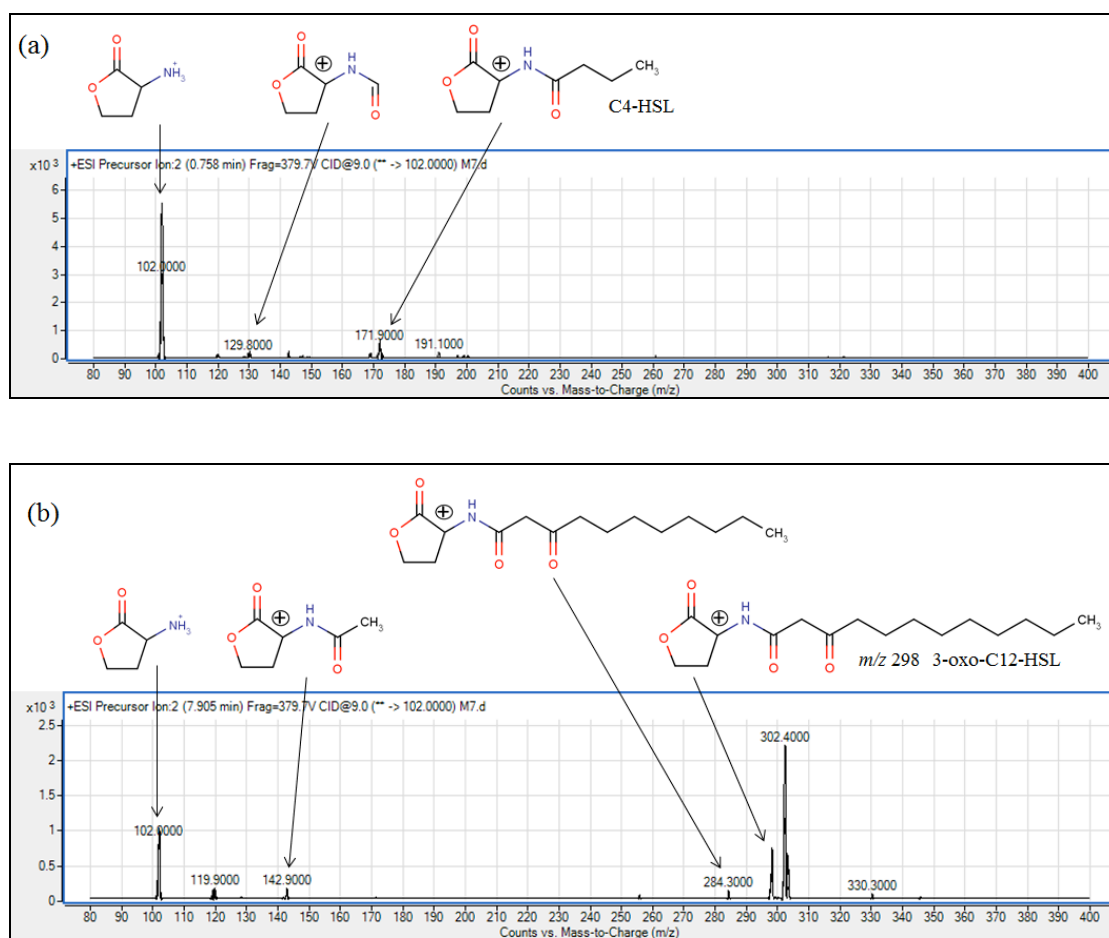 (a)
O
O
NH3
+
O
O
H
N
O
O
O
H
N
O
CH3
C4-HSL
x10 3
+ESI Precursor Ion:2 (0.758 min) Frag=379.7V CID@9.0 (** -> 102.0000) M7.d
6
5
4
3
2
1
0
102.0000
129.8000
171.9000
191.1000
80 90 100 110 120 130 140 150 160 170 180 190 200 210 220 230 240 250 260 270 280 290 300 310 320 330 340 350 360 370 380 390 400
Counts vs. Mass-to-Charge (m/z)
(b)
O
O
H
N
O
O
CH3
O
O
NH3
+
O
O
H
N
O
CH3
O
O
H
N
O
O
CH3
m/z 298 3-oxo-C12-HSL
x10 3
+ESI Precursor Ion:2 (7.905 min) Frag=379.7V CID@9.0 (** -> 102.0000) M7.d
2.5
2
1.5
1
0.5
0
102.0000
119.9000
142.9000
284.3000
302.4000
330.3000
80 90 100 110 120 130 140 150 160 170 180 190 200 210 220 230 240 250 260 270 280 290 300 310 320 330 340 350 360 370 380 390 400
Counts vs. Mass-to-Charge (m/z)